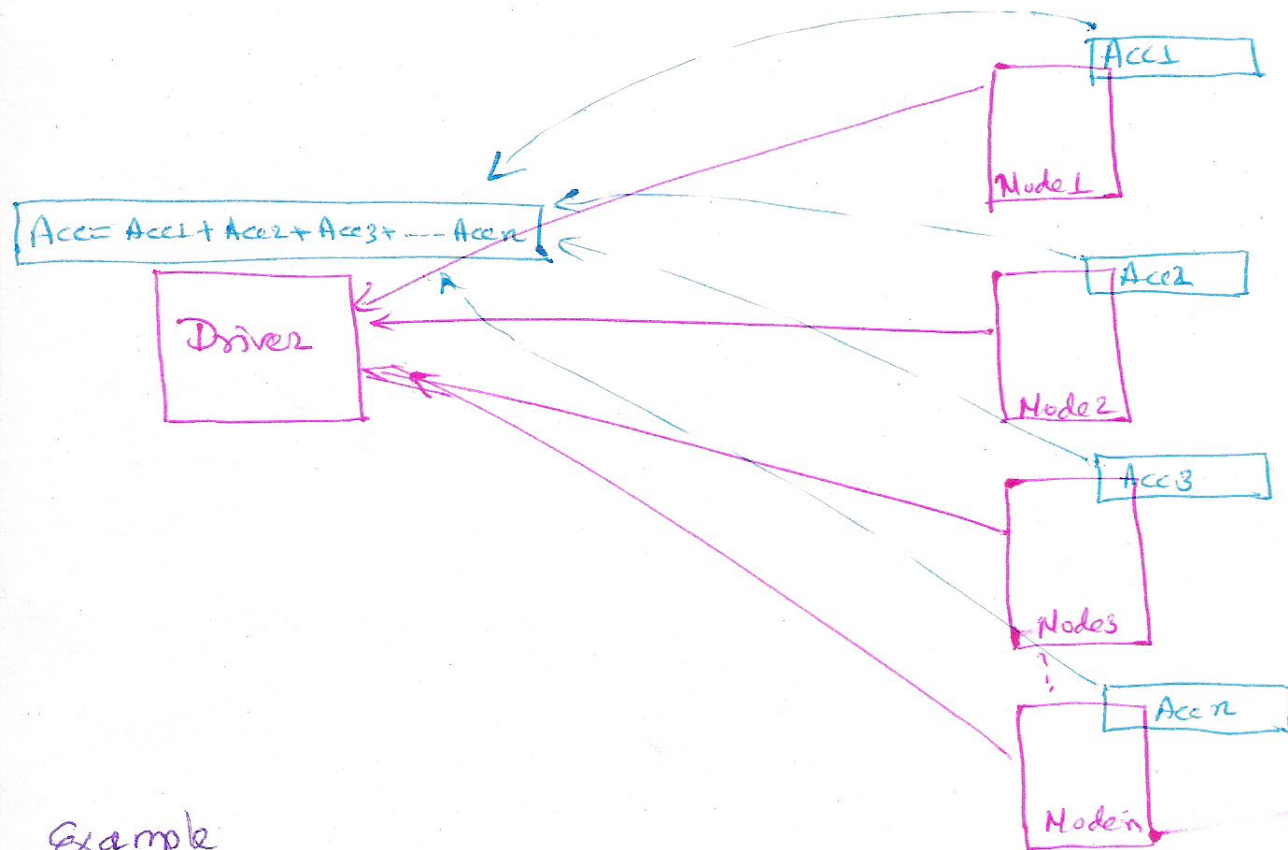 Acc1
Node1
Acc= Acc1+ Acc2+ Acc3+ ---- Accn
Acc2
Driver
Node2
Acc3
Node3
Accn
Noden
Example